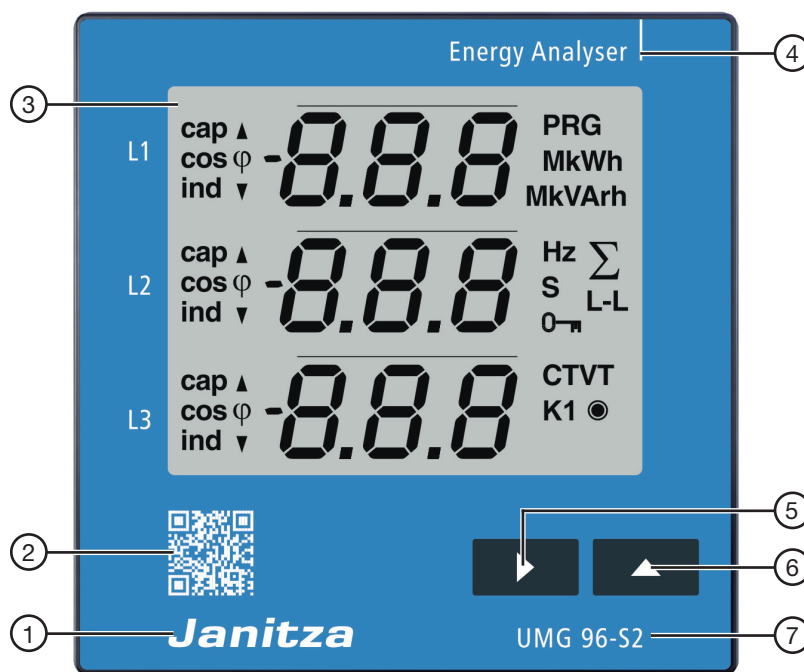 Energy Analyser
4
3
L1
cap ▲
cos φ
ind ▼
-8.8.8
PRG
MkWh
MkVArh
L2
cap ▲
cos φ
ind ▼
-8.8.8
Hz Σ
S
L-L
L3
cap ▲
cos φ
ind ▼
-8.8.8
CTVT
K1
5
2
6
1
Janitza
UMG 96-S2
7